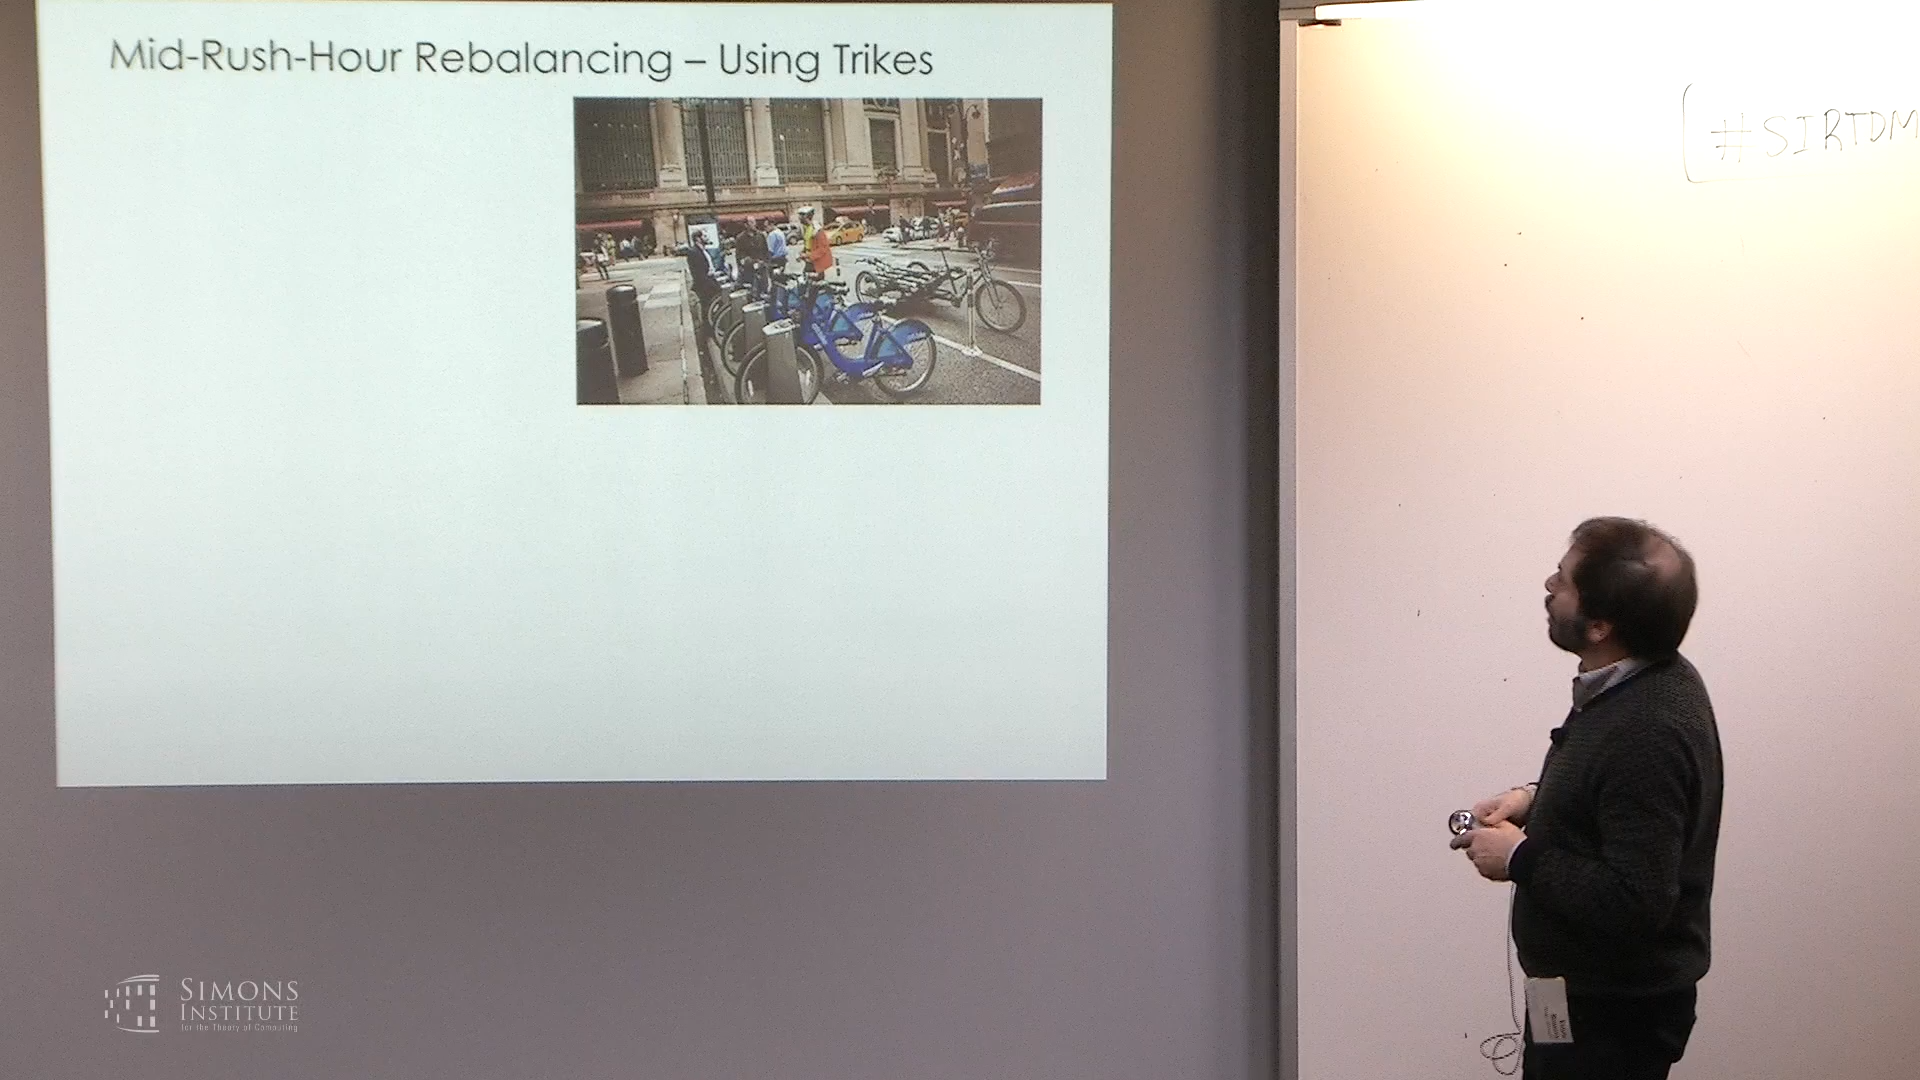 Mid-Rush-Hour Rebalancing – Using Trikes
#SIRTDM
SIMONS
INSTITUTE
for the Theory of Computing